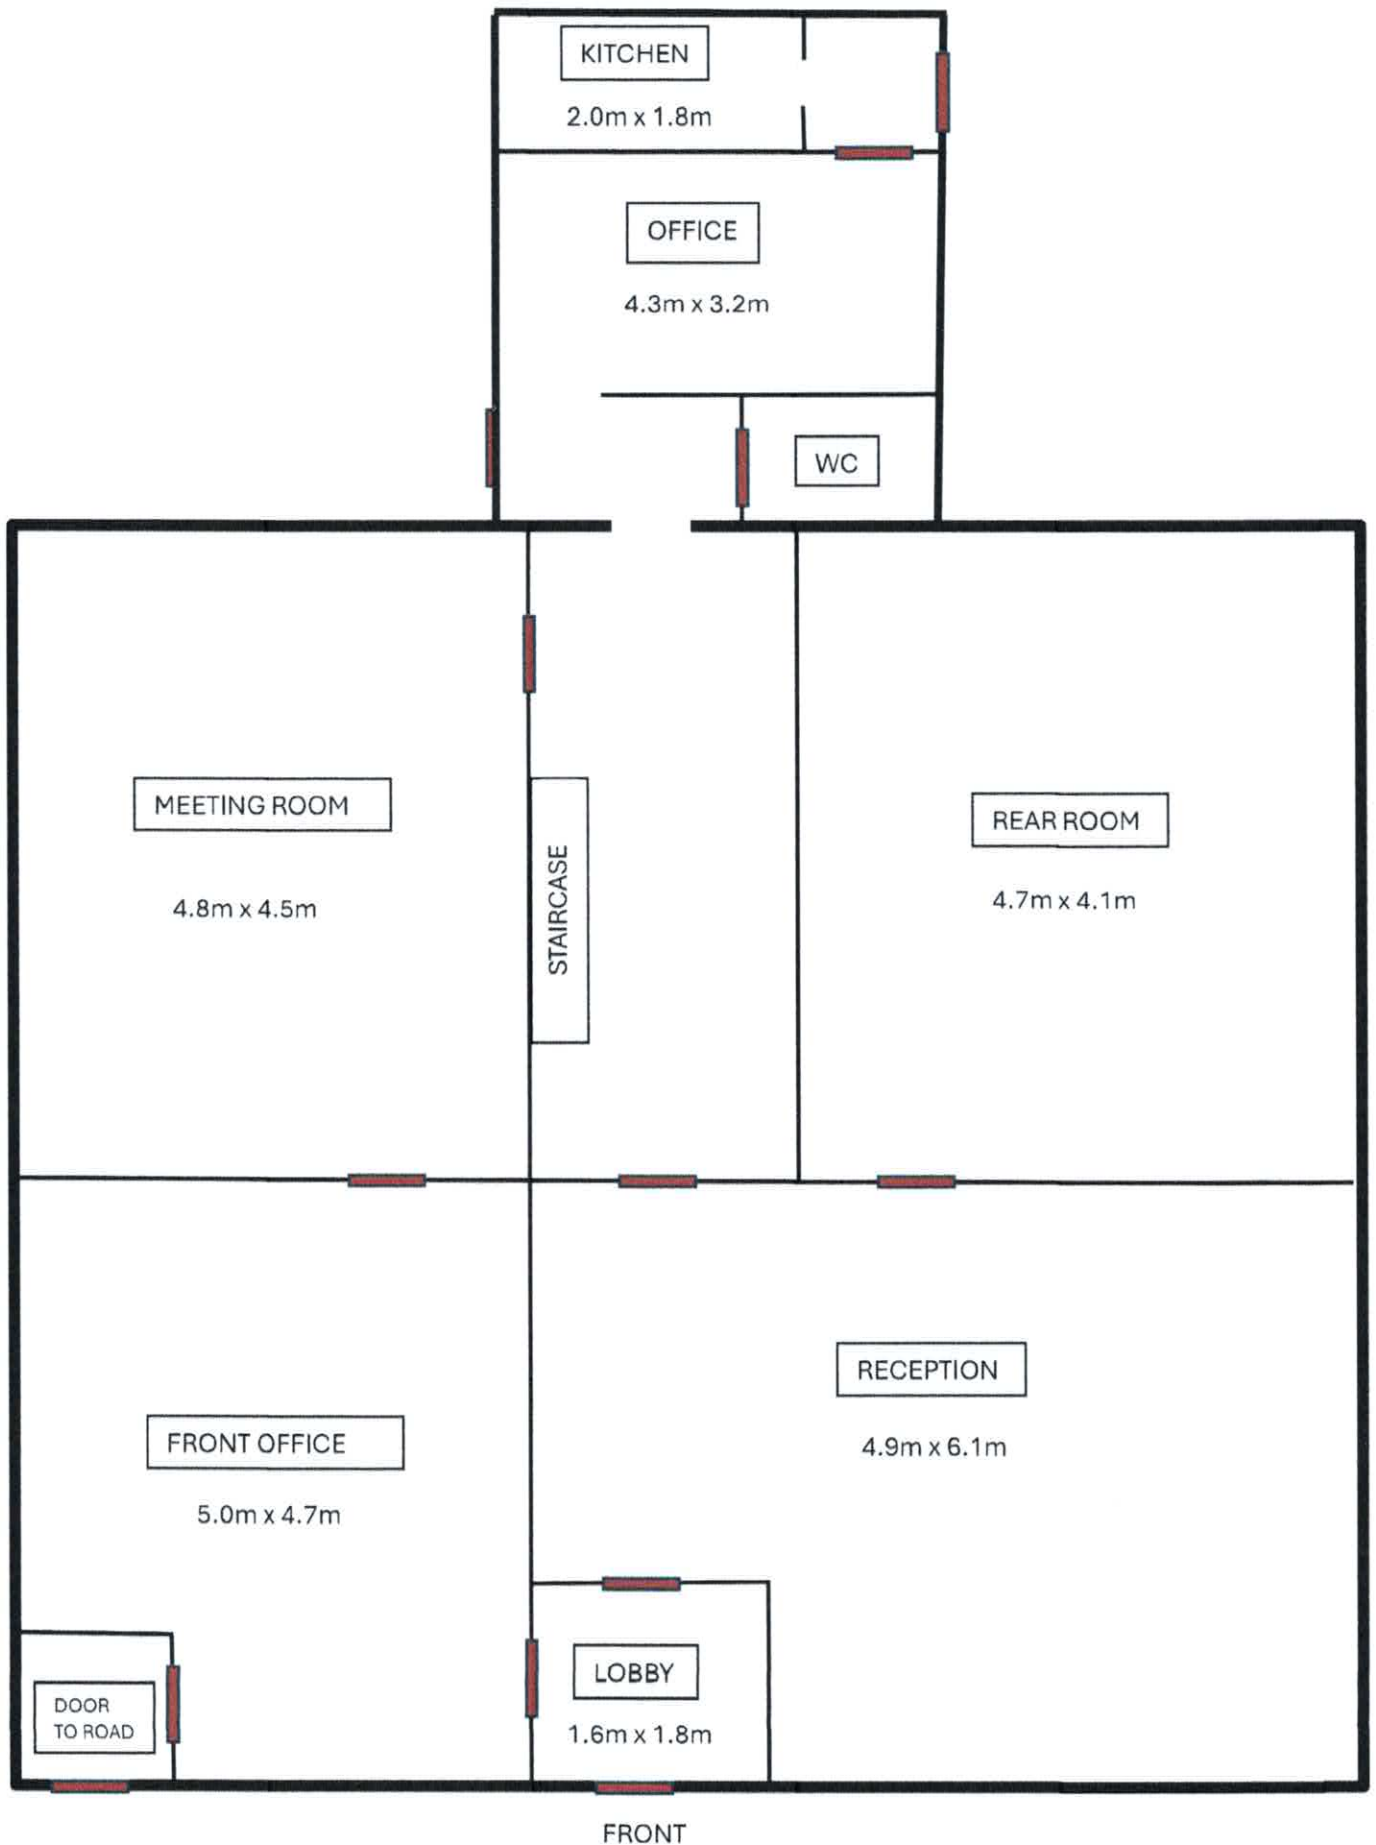 KITCHEN
2.0m x 1.8m
OFFICE
4.3m x 3.2m
WC
MEETING ROOM
4.8m x 4.5m
STAIRCASE
REAR ROOM
4.7m x 4.1m
RECEPTION
4.9m x 6.1m
FRONT OFFICE
5.0m x 4.7m
LOBBY
1.6m x 1.8m
DOOR
TO ROAD
FRONT